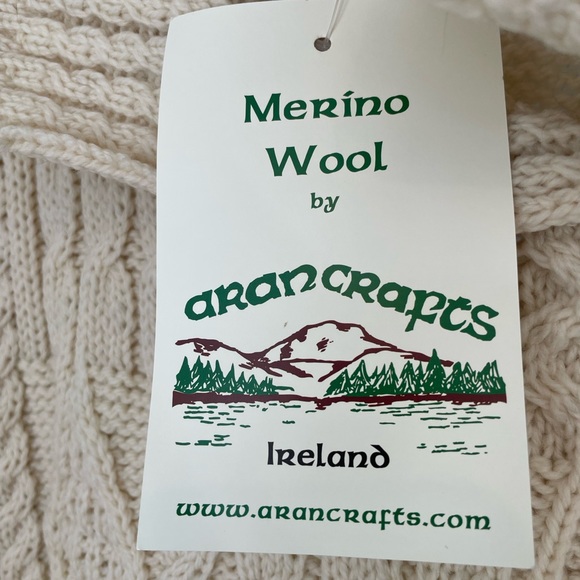 Merino
Wool
by
aran crafts
Ireland
www.arancrafts.com